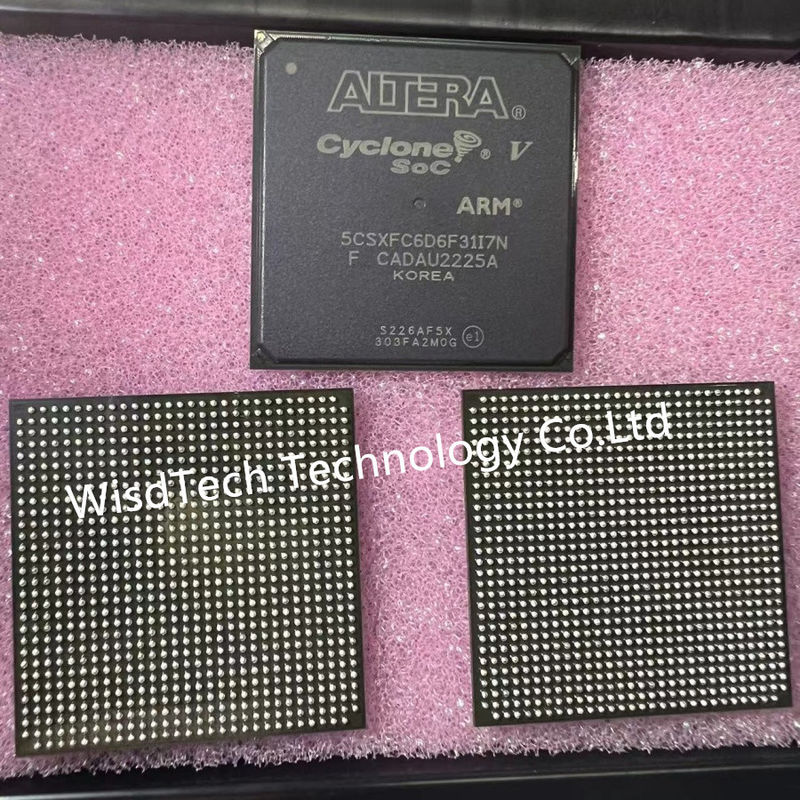 ALTERA®
Cyclone® V
SoC
ARM®
5CSXFC6D6F31I7N
F CADAU2225A
KOREA
S226AF5X
303FA2M0G e1
WisdTech Technology Co.Ltd